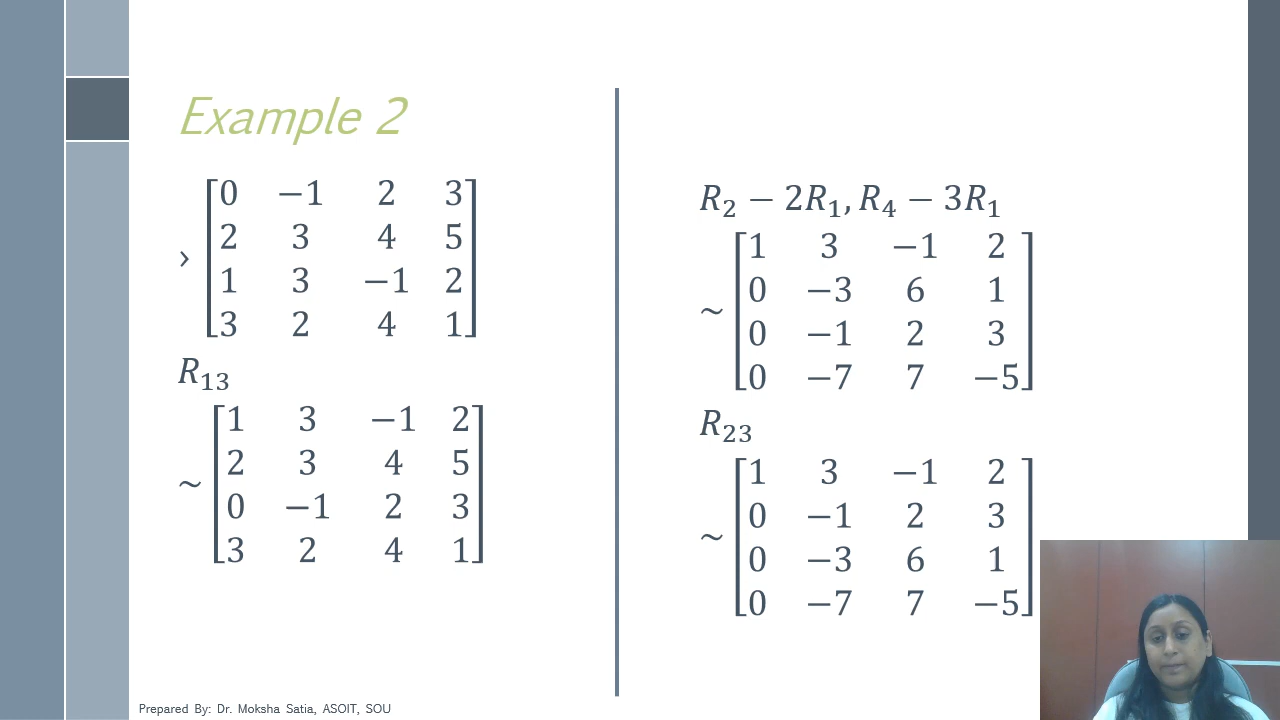 Example 2
› [0 −1 2 3
2 3 4 5
1 3 −1 2
3 2 4 1]
R₁₃
~ [1 3 −1 2
2 3 4 5
0 −1 2 3
3 2 4 1]
R₂ − 2R₁, R₄ − 3R₁
~ [1 3 −1 2
0 −3 6 1
0 −1 2 3
0 −7 7 −5]
R₂₃
~ [1 3 −1 2
0 −1 2 3
0 −3 6 1
0 −7 7 −5]
Prepared By: Dr. Moksha Satia, ASOIT, SOU